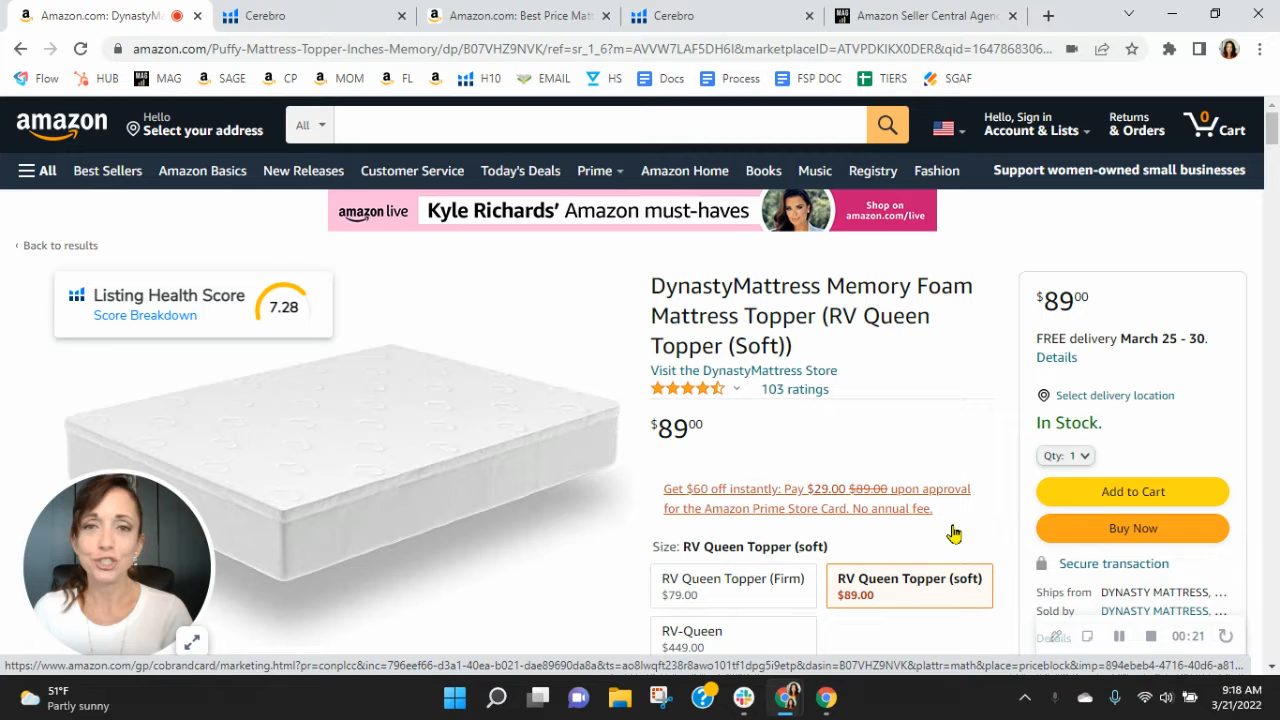 Amazon.com: DynastyM
Cerebro
Amazon.com: Best Price Matt
Cerebro
Amazon Seller Central Agen
amazon.com/Puffy-Mattress-Topper-Inches-Memory/dp/B07VHZ9NVK/ref=sr_1_6?m=AVVW7LAF5DH6I&marketplaceID=ATVPDKIKX0DER&qid=1647868306...
Flow
HUB
MAG
SAGE
CP
MOM
FL
H10
EMAIL
HS
Docs
Process
FSP DOC
TIERS
SGAF
amazon
Hello
Select your address
All
Hello, Sign in
Account & Lists
Returns
& Orders
0
Cart
All
Best Sellers
Amazon Basics
New Releases
Customer Service
Today's Deals
Prime
Amazon Home
Books
Music
Registry
Fashion
Support women-owned small businesses
amazon live
Kyle Richards' Amazon must-haves
Shop on
amazon.com/live
‹ Back to results
Listing Health Score
Score Breakdown
7.28
DynastyMattress Memory Foam
Mattress Topper (RV Queen
Topper (Soft))
Visit the DynastyMattress Store
103 ratings
$89 00
Get $60 off instantly: Pay $29.00 $89.00 upon approval
for the Amazon Prime Store Card. No annual fee.
Size: RV Queen Topper (soft)
RV Queen Topper (Firm)
$79.00
RV Queen Topper (soft)
$89.00
RV-Queen
$449.00
$89 00
FREE delivery March 25 - 30.
Details
Select delivery location
In Stock.
Qty: 1
Add to Cart
Buy Now
Secure transaction
Ships from DYNASTY MATTRESS, ...
Sold by DYNASTY MATTRESS, ...
Details
00:21
51°F
Partly sunny
9:18 AM
3/21/2022